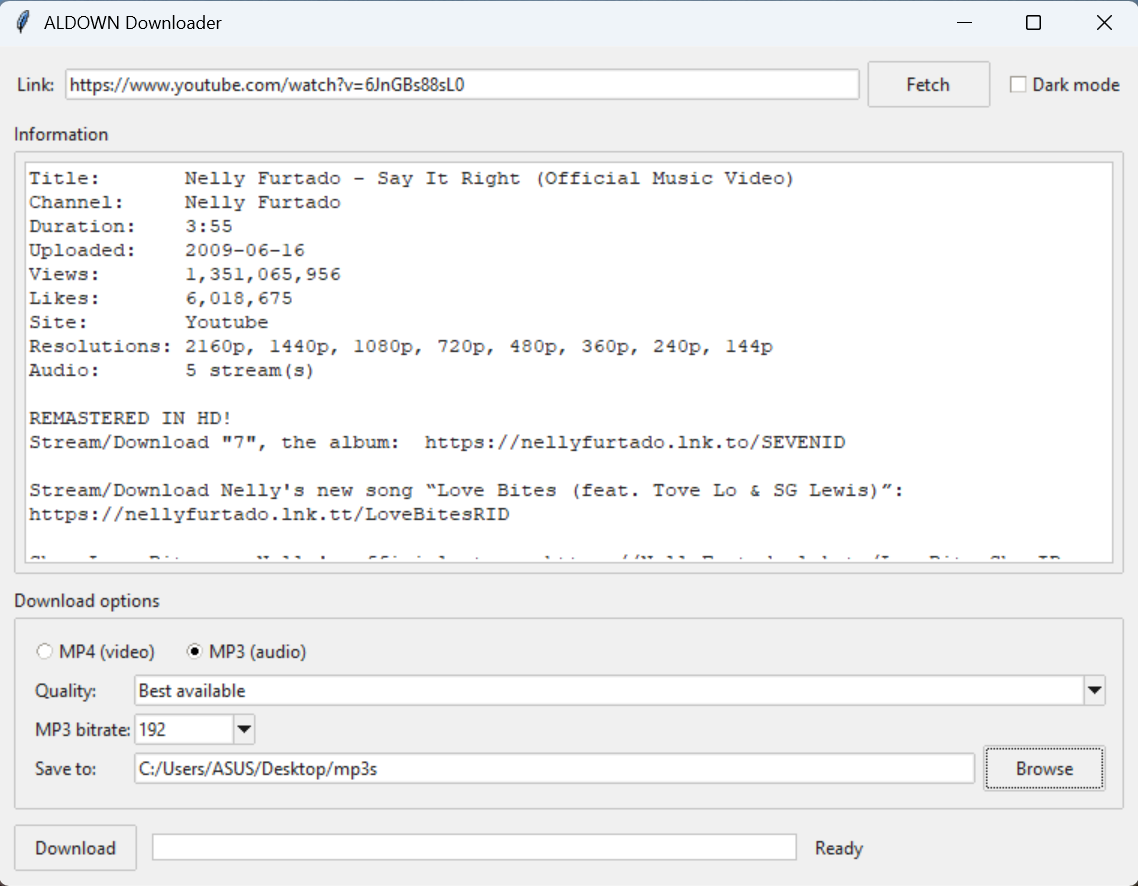 ALDOWN Downloader
Link: https://www.youtube.com/watch?v=6JnGBs88sL0 Fetch Dark mode
Information
Title: Nelly Furtado - Say It Right (Official Music Video)
Channel: Nelly Furtado
Duration: 3:55
Uploaded: 2009-06-16
Views: 1,351,065,956
Likes: 6,018,675
Site: Youtube
Resolutions: 2160p, 1440p, 1080p, 720p, 480p, 360p, 240p, 144p
Audio: 5 stream(s)
REMASTERED IN HD!
Stream/Download "7", the album: https://nellyfurtado.lnk.to/SEVENID
Stream/Download Nelly's new song “Love Bites (feat. Tove Lo & SG Lewis)”:
https://nellyfurtado.lnk.tt/LoveBitesRID
Download options
MP4 (video) MP3 (audio)
Quality: Best available
MP3 bitrate: 192
Save to: C:/Users/ASUS/Desktop/mp3s Browse
Download Ready